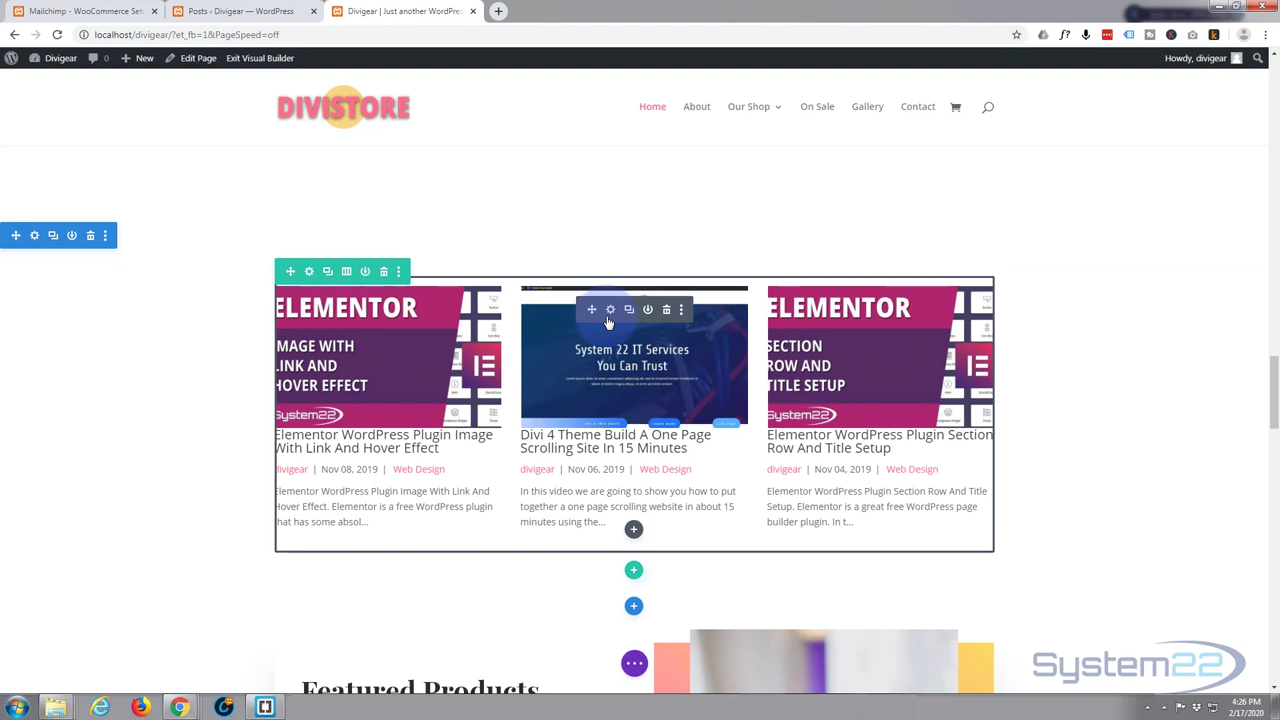 Mailchimp - WooCommerce Set
Posts ‹ Divigear — WordPress
Divigear | Just another WordPres
localhost/divigear/?et_fb=1&PageSpeed=off
Divigear
0
New
Edit Page
Exit Visual Builder
Howdy, divigear
DIVISTORE
Home
About
Our Shop
On Sale
Gallery
Contact
ELEMENTOR
IMAGE WITH
LINK AND
HOVER EFFECT
System22
System 22 IT Services
You Can Trust
ELEMENTOR
SECTION
ROW AND
TITLE SETUP
System22
Elementor WordPress Plugin Image
With Link And Hover Effect
divigear | Nov 08, 2019 | Web Design
Elementor WordPress Plugin Image With Link And
Hover Effect. Elementor is a free WordPress plugin
that has some absol...
Divi 4 Theme Build A One Page
Scrolling Site In 15 Minutes
divigear | Nov 06, 2019 | Web Design
In this video we are going to show you how to put
together a one page scrolling website in about 15
minutes using the...
Elementor WordPress Plugin Section
Row And Title Setup
divigear | Nov 04, 2019 | Web Design
Elementor WordPress Plugin Section Row And Title
Setup. Elementor is a great free WordPress page
builder plugin. In t...
Featured Products
System22
4:26 PM
2/17/2020